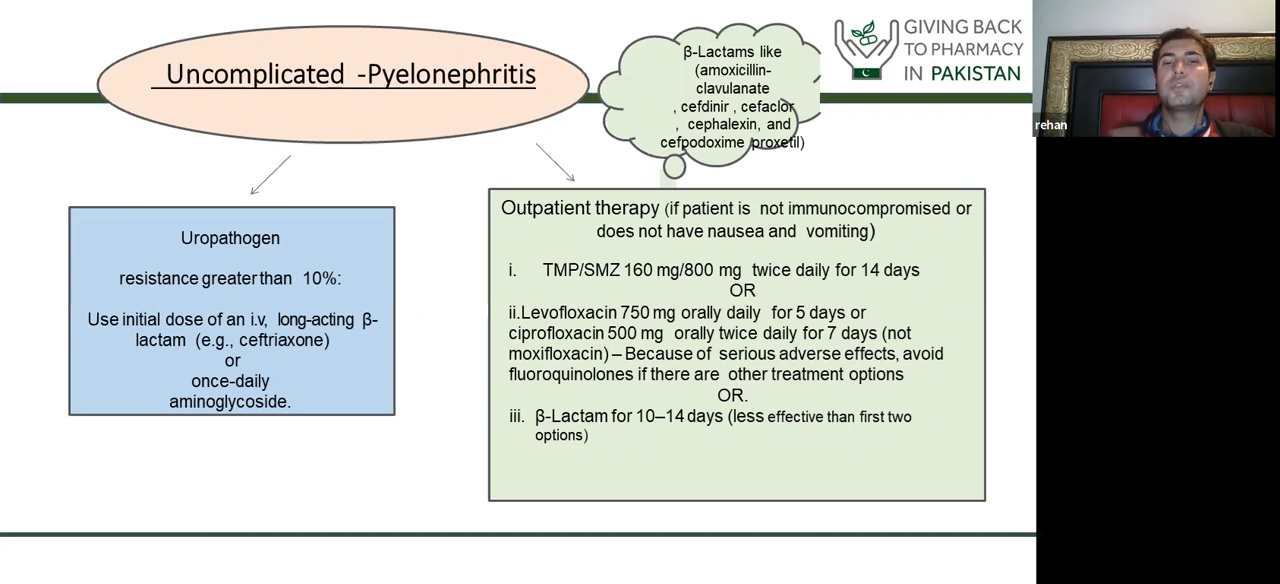 Uncomplicated -Pyelonephritis
β-Lactams like
(amoxicillin-
clavulanate
, cefdinir , cefaclor
, cephalexin, and
cefpodoxime proxetil)
GIVING BACK
TO PHARMACY
IN PAKISTAN
rehan
Uropathogen
resistance greater than 10%:
Use initial dose of an i.v, long-acting β-
lactam (e.g., ceftriaxone)
or
once-daily
aminoglycoside.
Outpatient therapy (if patient is not immunocompromised or
does not have nausea and vomiting)
i. TMP/SMZ 160 mg/800 mg twice daily for 14 days
OR
ii.Levofloxacin 750 mg orally daily for 5 days or
ciprofloxacin 500 mg orally twice daily for 7 days (not
moxifloxacin) – Because of serious adverse effects, avoid
fluoroquinolones if there are other treatment options
OR.
iii. β-Lactam for 10–14 days (less effective than first two
options)